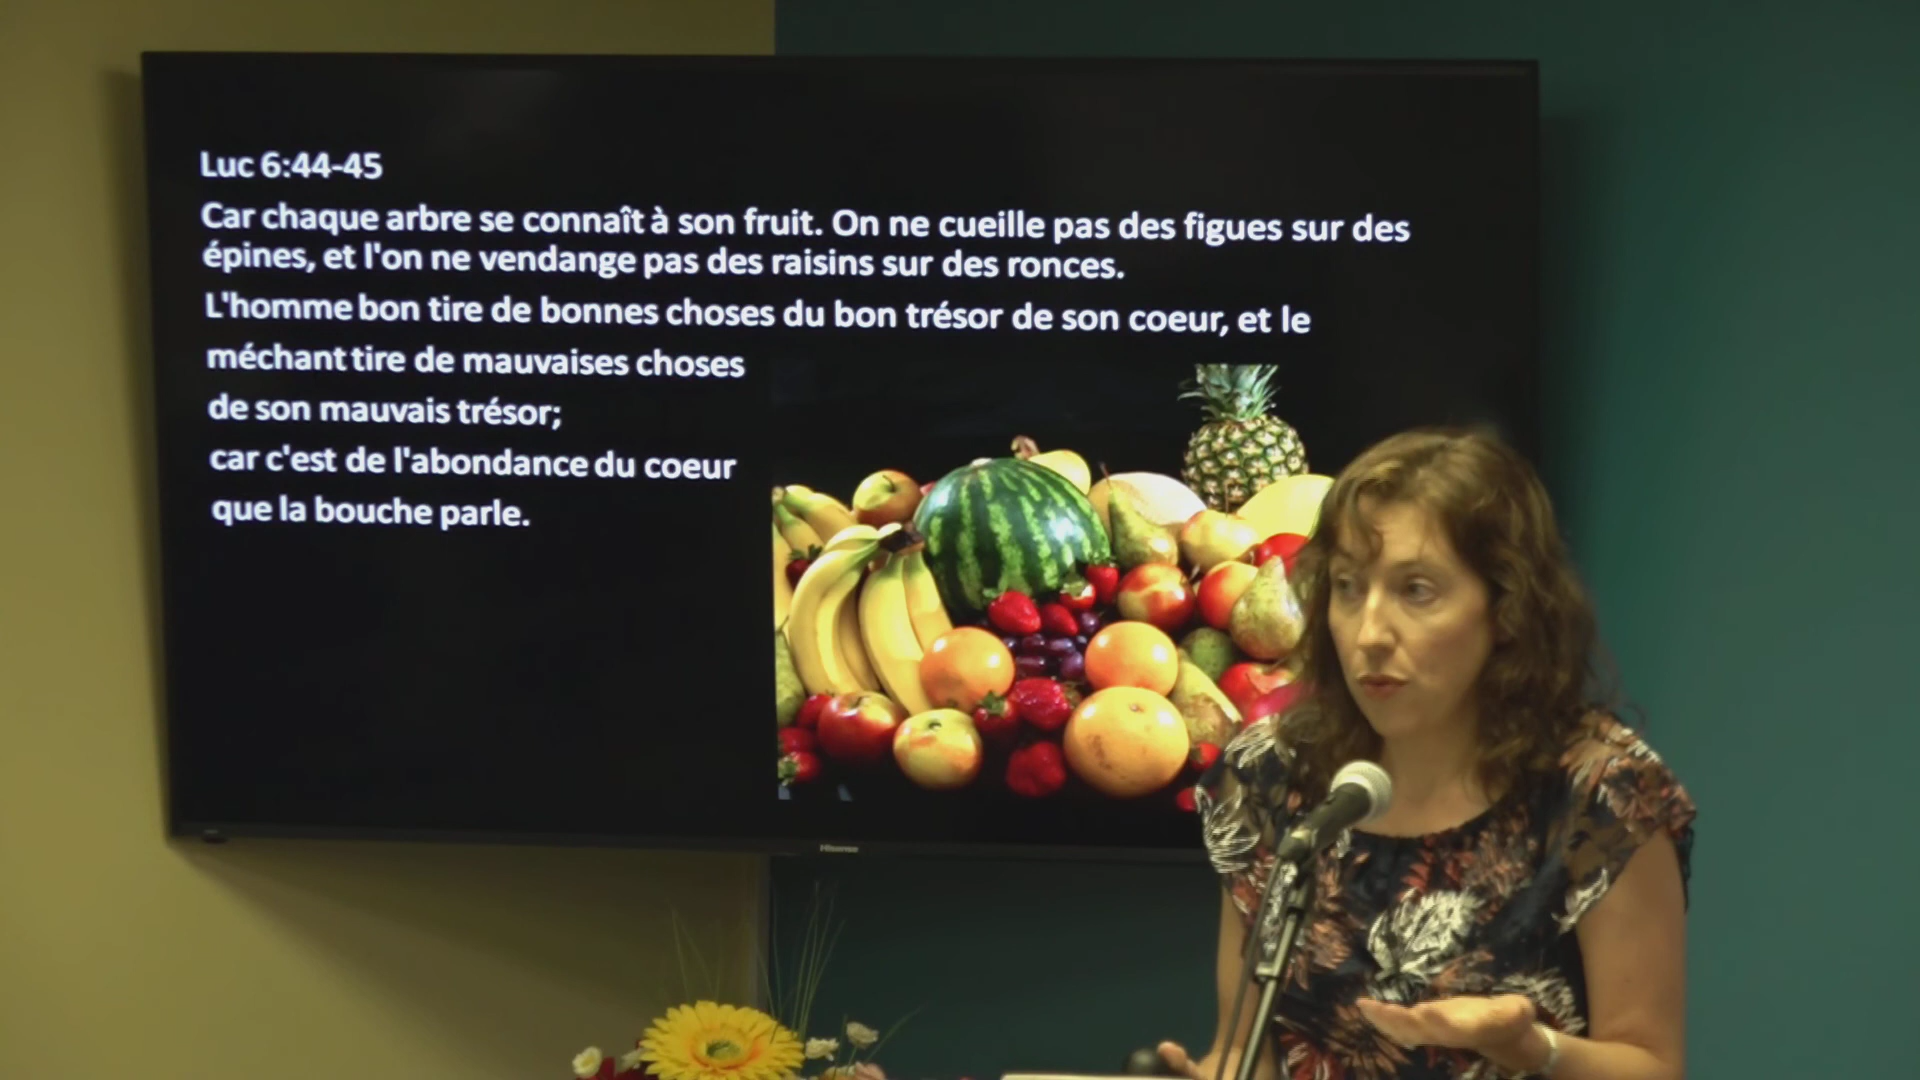 Luc 6:44-45
Car chaque arbre se connaît à son fruit. On ne cueille pas des figues sur des
épines, et l'on ne vendange pas des raisins sur des ronces.
L'homme bon tire de bonnes choses du bon trésor de son coeur, et le
méchant tire de mauvaises choses
de son mauvais trésor;
car c'est de l'abondance du coeur
que la bouche parle.
Hisense